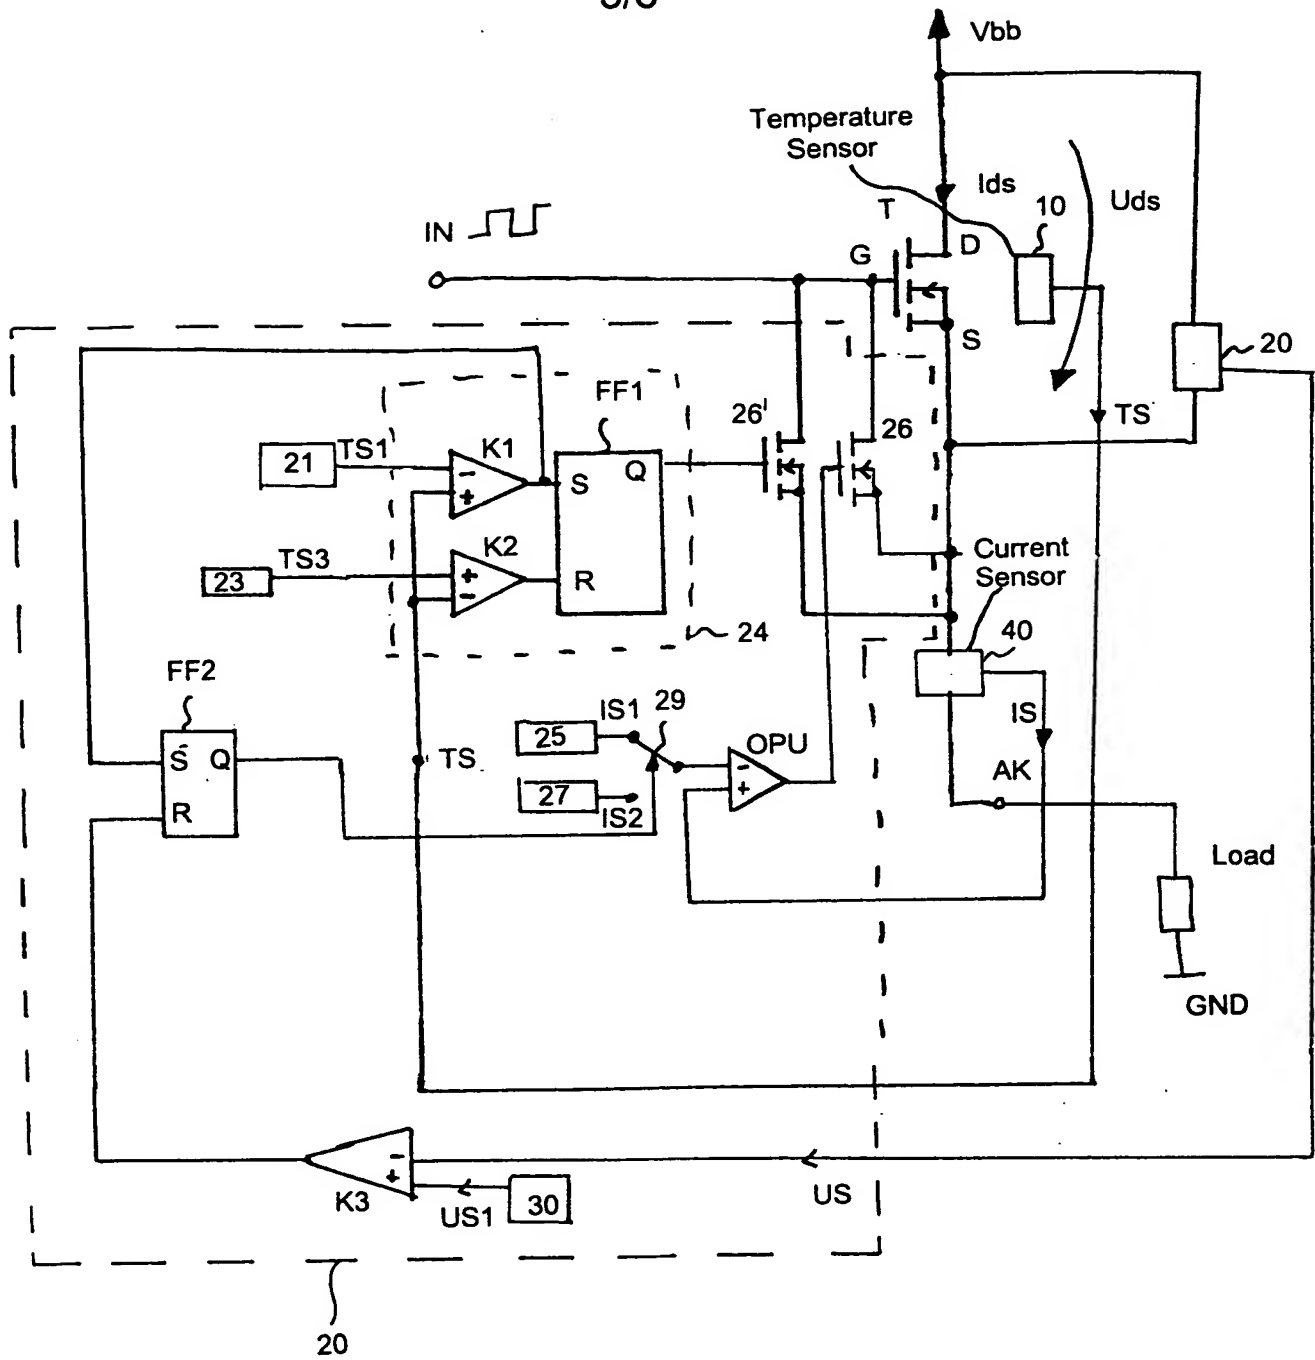 Vbb
Temperature
Sensor
Ids
T
10
Uds
IN
G
D
S
20
FF1
26'
26
TS
TS1
K1
21
-
+
S
Q
K2
Current
Sensor
TS3
+
-
R
23
24
40
FF2
IS1
29
IS
25
OPU
S
Q
TS
-
AK
27
+
R
IS2
Load
GND
-
+
K3
US
US1
30
20